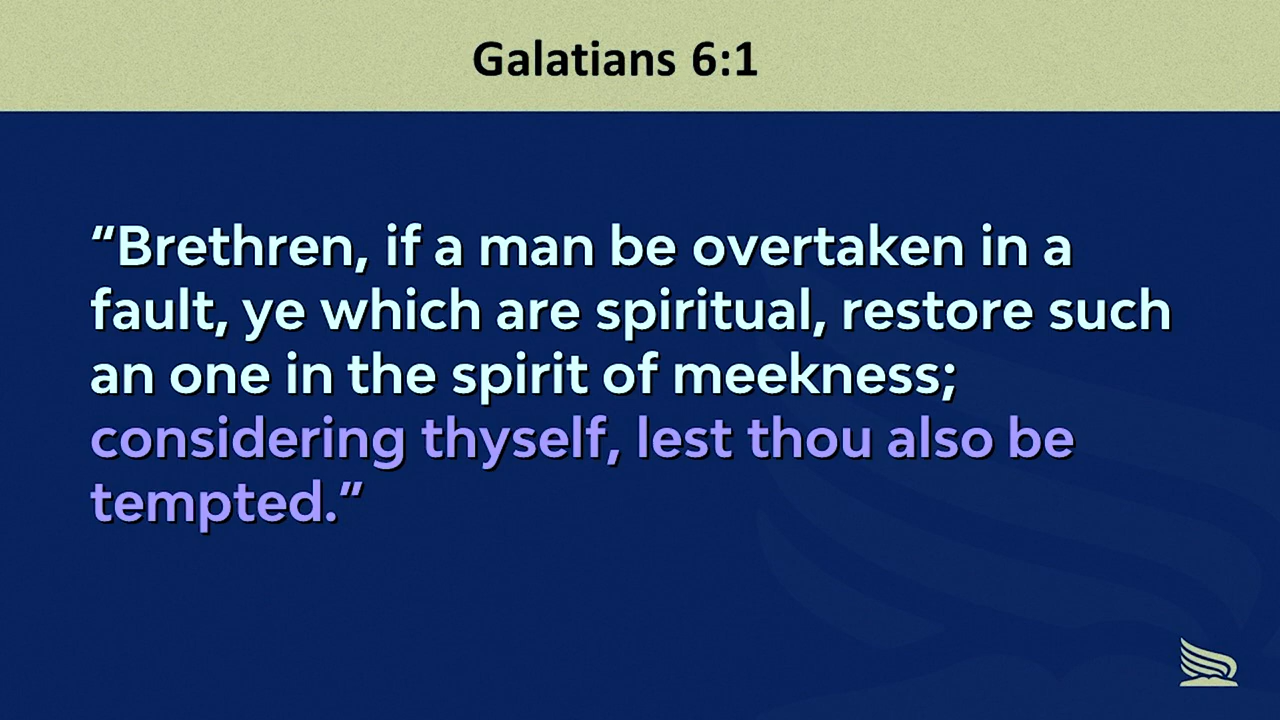 Galatians 6:1
“Brethren, if a man be overtaken in a
fault, ye which are spiritual, restore such
an one in the spirit of meekness;
considering thyself, lest thou also be
tempted.”